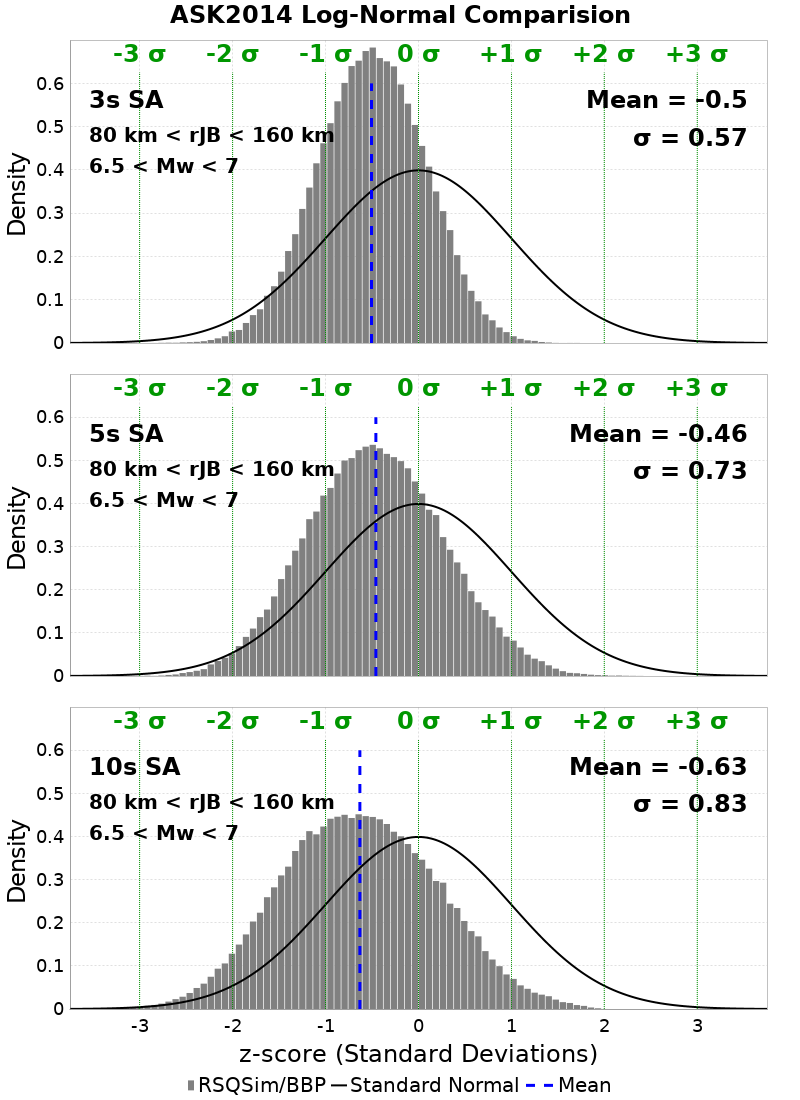 ASK2014 Log-Normal Comparision
-3 σ -2 σ -1 σ 0 σ +1 σ +2 σ +3 σ
3s SA
80 km < rJB < 160 km
6.5 < Mw < 7
Mean = -0.5
σ = 0.57
0.6
0.5
0.4
0.3
0.2
0.1
0
Density
-3 σ -2 σ -1 σ 0 σ +1 σ +2 σ +3 σ
5s SA
80 km < rJB < 160 km
6.5 < Mw < 7
Mean = -0.46
σ = 0.73
0.6
0.5
0.4
0.3
0.2
0.1
0
Density
-3 σ -2 σ -1 σ 0 σ +1 σ +2 σ +3 σ
10s SA
80 km < rJB < 160 km
6.5 < Mw < 7
Mean = -0.63
σ = 0.83
0.6
0.5
0.4
0.3
0.2
0.1
0
Density
-3 -2 -1 0 1 2 3
z-score (Standard Deviations)
RSQSim/BBP Standard Normal Mean